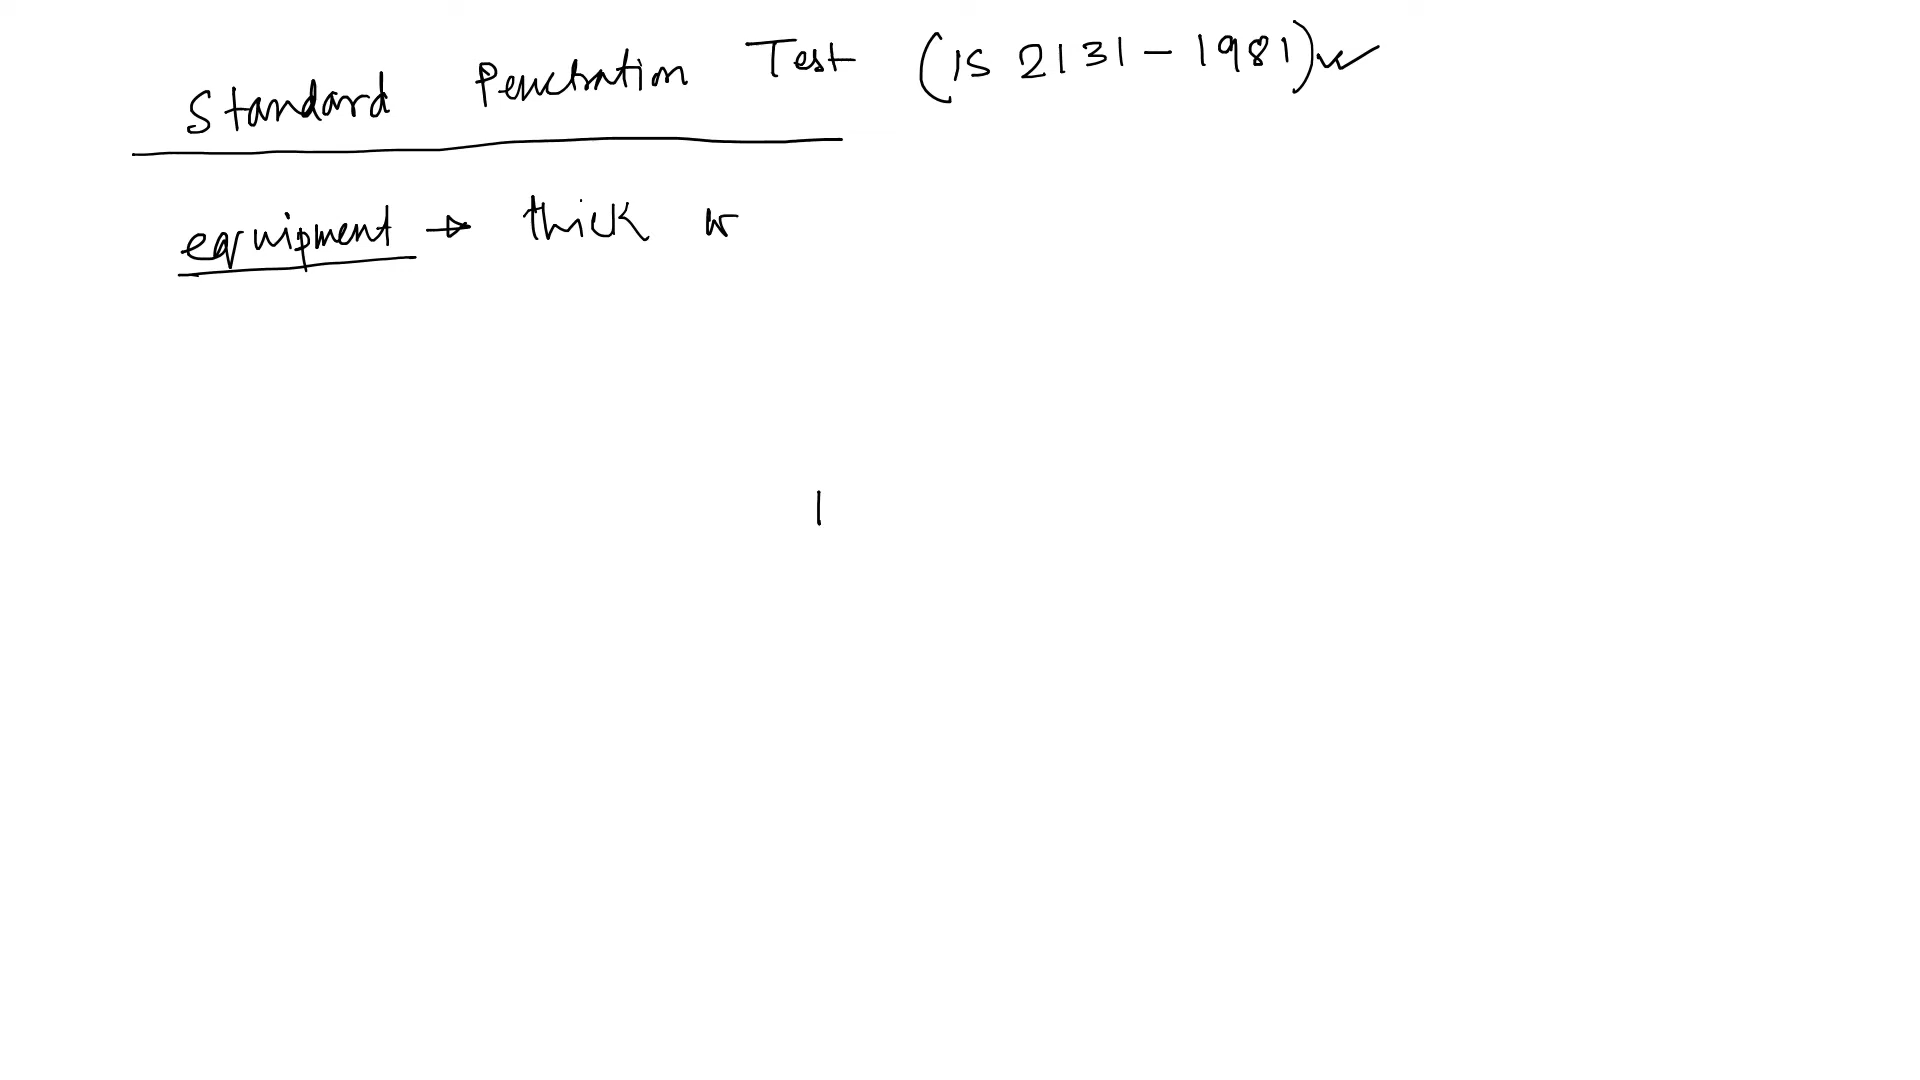 Standard Penetration Test (IS 2131-1981)
equipment → thick w